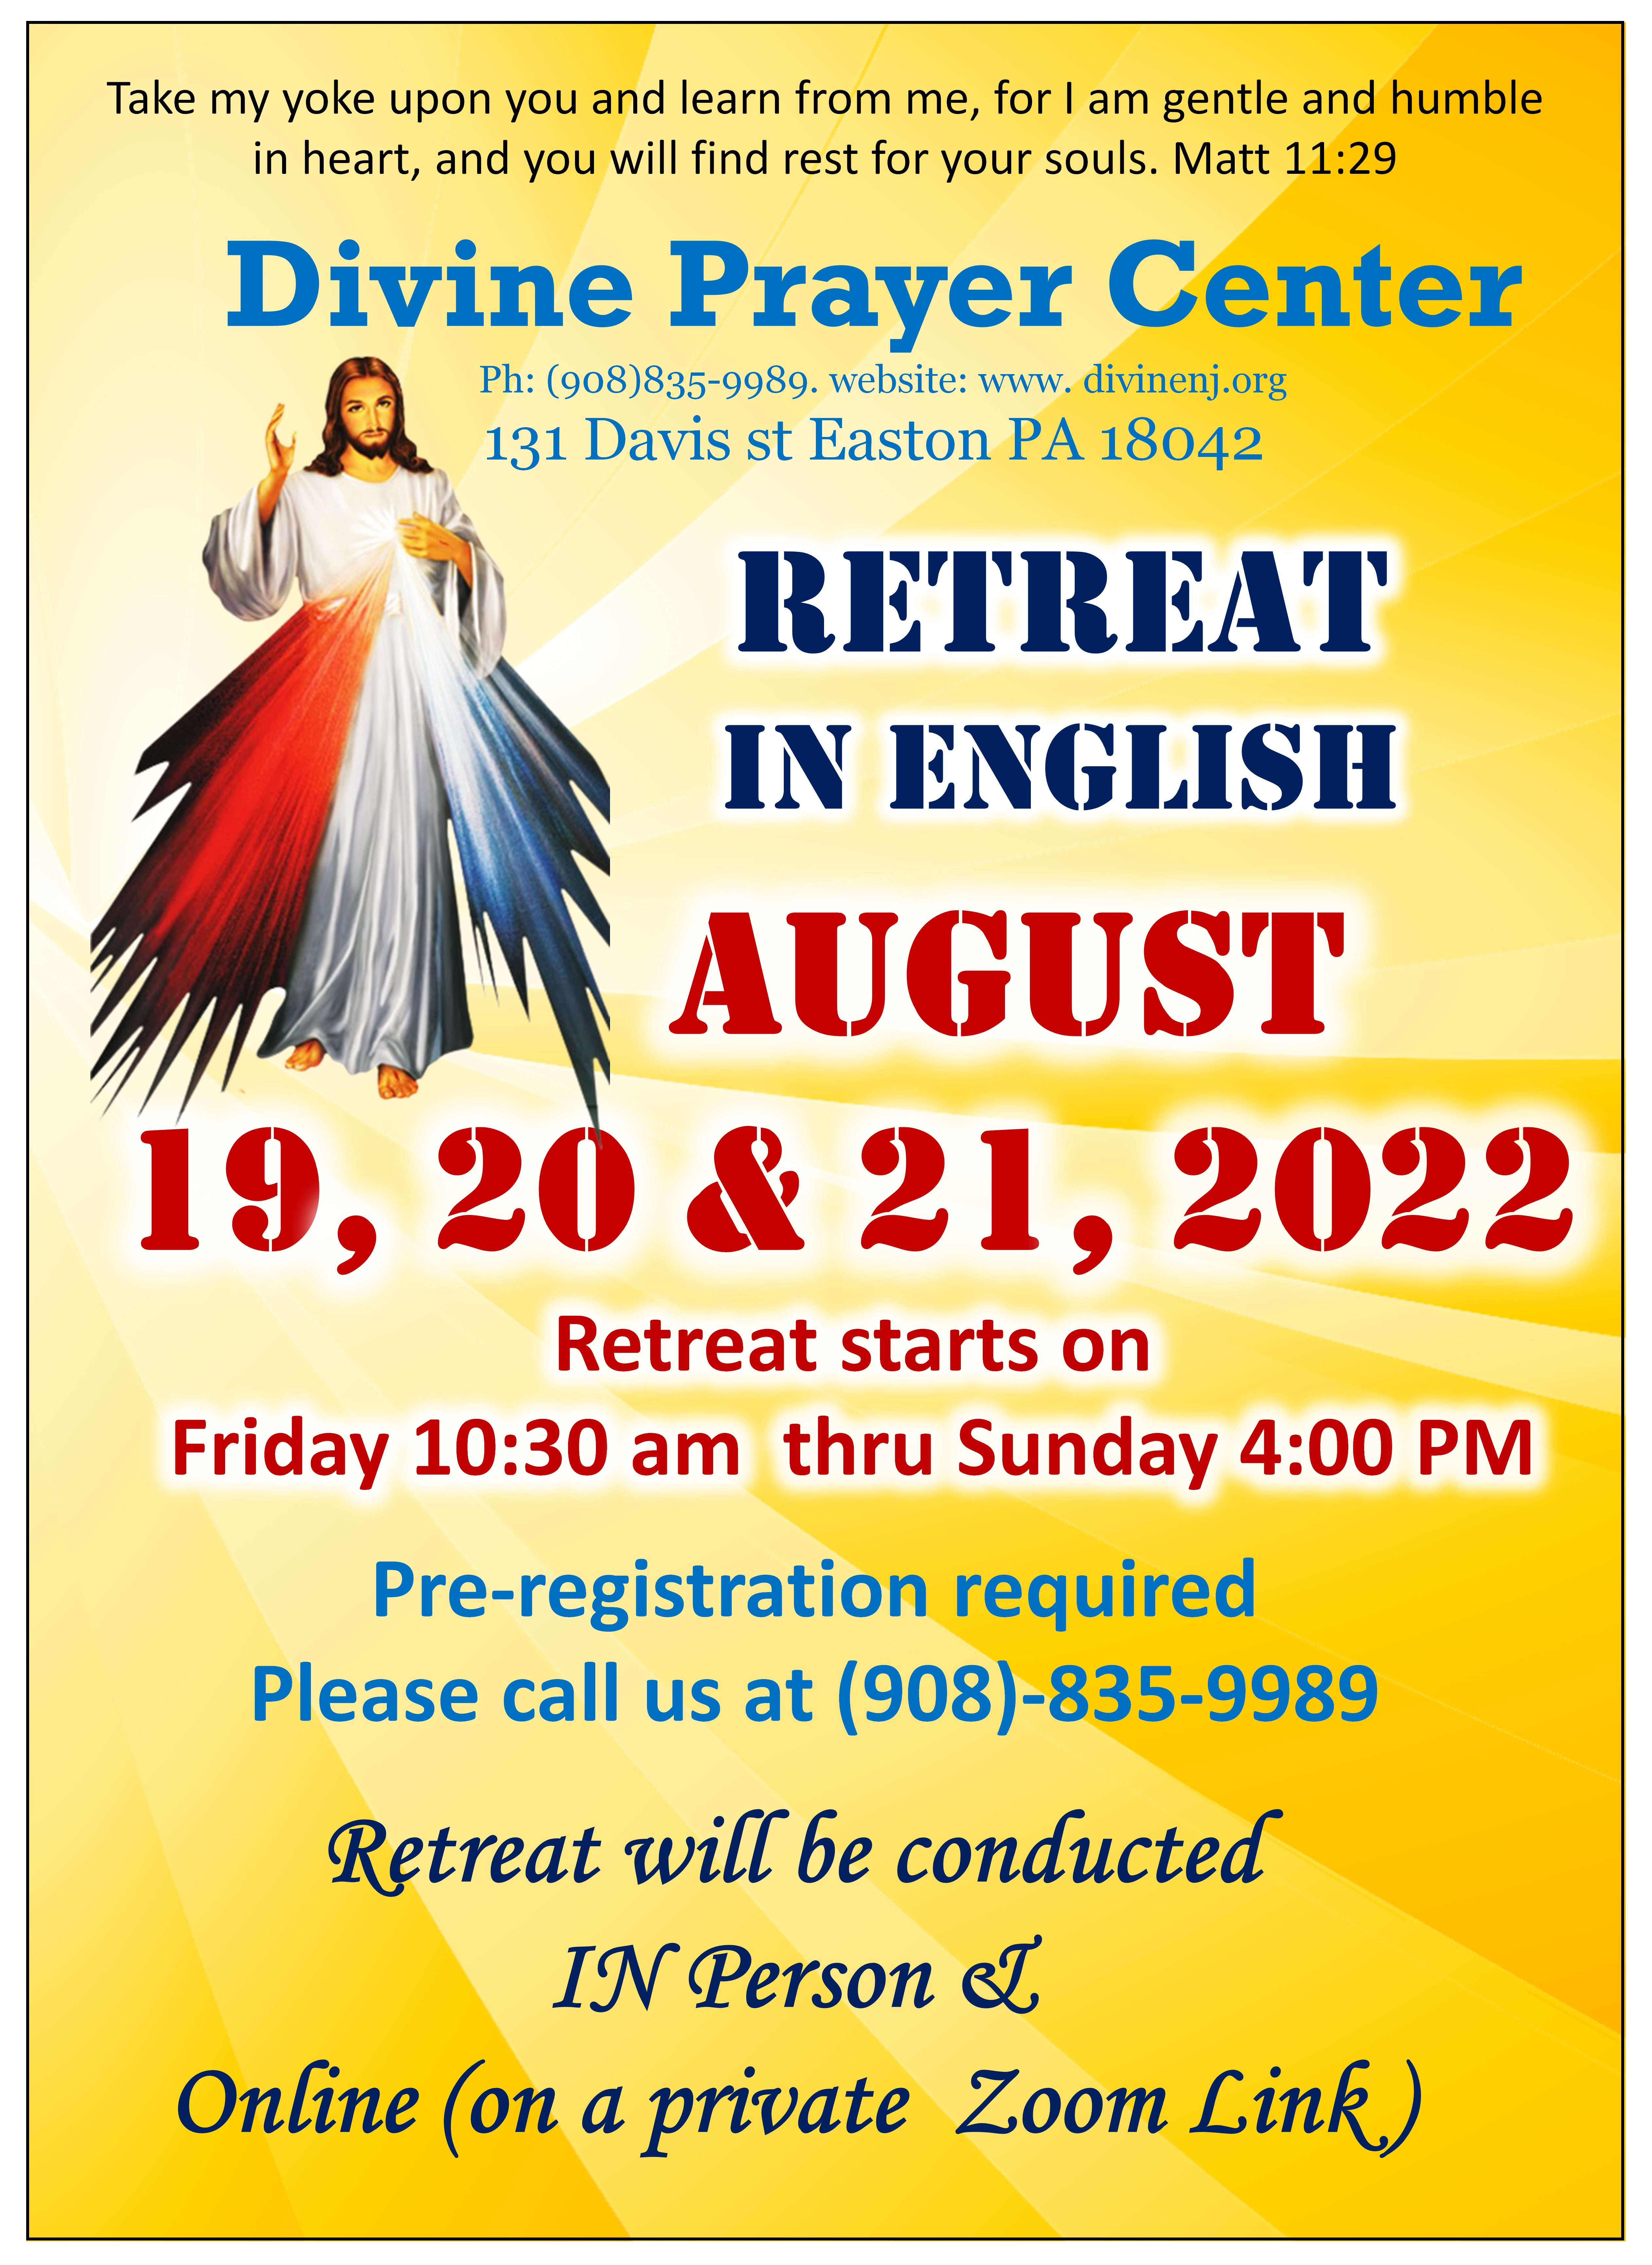 Take my yoke upon you and learn from me, for I am gentle and humble
in heart, and you will find rest for your souls. Matt 11:29
Divine Prayer Center
Ph: (908)835-9989. website: www. divinenj.org
131 Davis st Easton PA 18042
RETREAT
IN ENGLISH
AUGUST
19, 20 & 21, 2022
Retreat starts on
Friday 10:30 am  thru Sunday 4:00 PM
Pre-registration required
Please call us at (908)-835-9989
Retreat will be conducted
IN Person &
Online (on a private  Zoom Link)